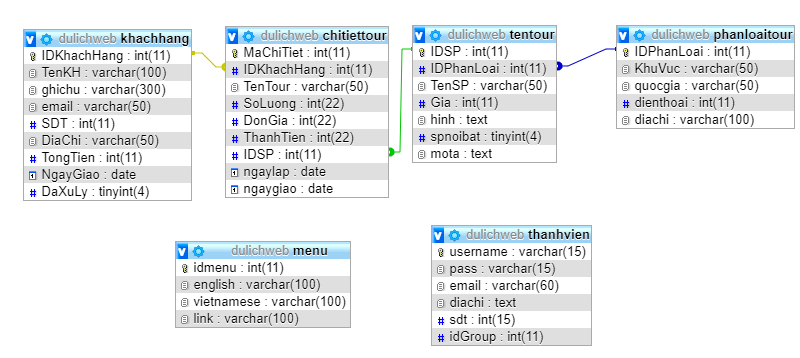 dulichweb khachhang
IDKhachHang : int(11)
TenKH : varchar(100)
ghichu : varchar(300)
email : varchar(50)
SDT : int(11)
DiaChi : varchar(50)
TongTien : int(11)
NgayGiao : date
DaXuLy : tinyint(4)
dulichweb chitiettour
MaChiTiet : int(11)
IDKhachHang : int(11)
TenTour : varchar(50)
SoLuong : int(22)
DonGia : int(22)
ThanhTien : int(22)
IDSP : int(11)
ngaylap : date
ngaygiao : date
dulichweb tentour
IDSP : int(11)
IDPhanLoai : int(11)
TenSP : varchar(50)
Gia : int(11)
hinh : text
spnoibat : tinyint(4)
mota : text
dulichweb phanloaitour
IDPhanLoai : int(11)
KhuVuc : varchar(50)
quocgia : varchar(50)
dienthoai : int(11)
diachi : varchar(100)
dulichweb menu
idmenu : int(11)
english : varchar(100)
vietnamese : varchar(100)
link : varchar(100)
dulichweb thanhvien
username : varchar(15)
pass : varchar(15)
email : varchar(60)
diachi : text
sdt : int(15)
idGroup : int(11)